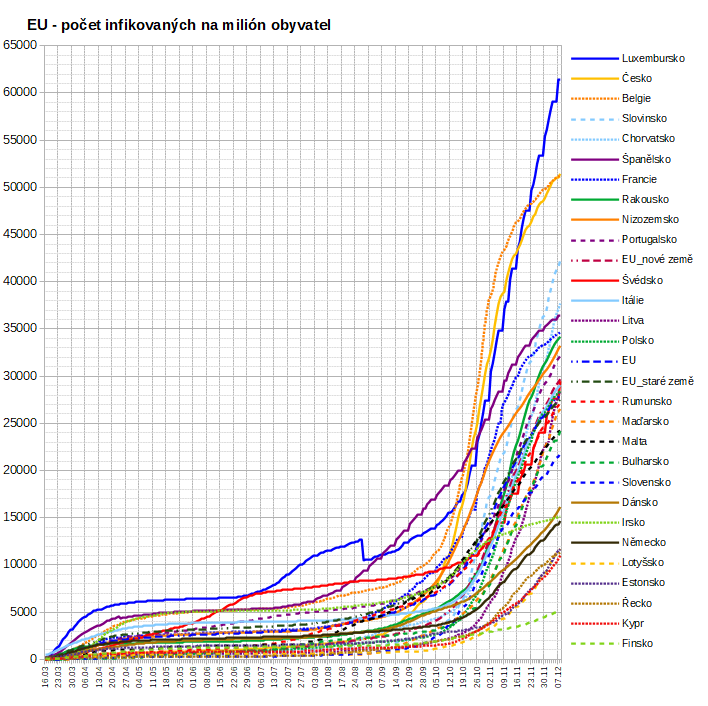 EU - počet infikovaných na milión obyvatel
65000
60000
55000
50000
45000
40000
35000
30000
25000
20000
15000
10000
5000
0
16.03
23.03
30.03
06.04
13.04
20.04
27.04
04.05
11.05
18.05
25.05
01.06
08.06
15.06
22.06
29.06
06.07
13.07
20.07
27.07
03.08
10.08
17.08
24.08
31.08
07.09
14.09
21.09
28.09
05.10
12.10
19.10
26.10
02.11
09.11
16.11
23.11
30.11
07.12
Luxembursko
Česko
Belgie
Slovinsko
Chorvatsko
Španělsko
Francie
Rakousko
Nizozemsko
Portugalsko
EU_nové země
Švédsko
Itálie
Litva
Polsko
EU
EU_staré země
Rumunsko
Maďarsko
Malta
Bulharsko
Slovensko
Dánsko
Irsko
Německo
Lotyšsko
Estonsko
Řecko
Kypr
Finsko